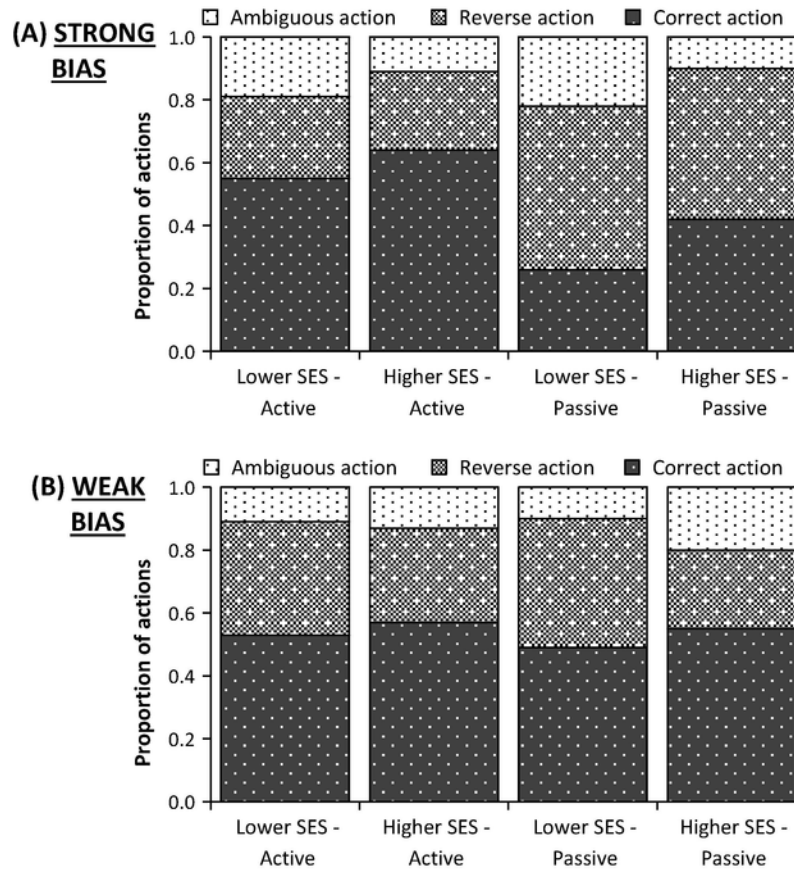 (A) STRONG
BIAS
Ambiguous action Reverse action Correct action
Proportion of actions
1.0
0.8
0.6
0.4
0.2
0.0
Lower SES - Higher SES - Lower SES - Higher SES -
Active Active Passive Passive
(B) WEAK
BIAS
Ambiguous action Reverse action Correct action
Proportion of actions
1.0
0.8
0.6
0.4
0.2
0.0
Lower SES - Higher SES - Lower SES - Higher SES -
Active Active Passive Passive